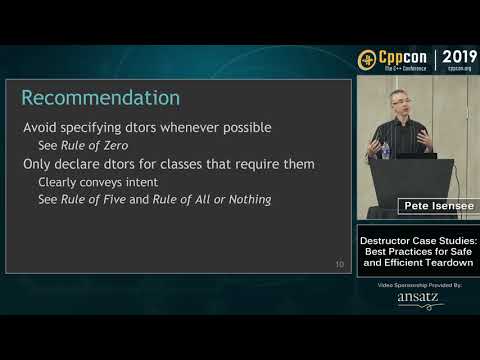 Recommendation
Avoid specifying dtors whenever possible
See Rule of Zero
Only declare dtors for classes that require them
Clearly conveys intent
See Rule of Five and Rule of All or Nothing
10
Cppcon
The C++ Conference
2019
cppcon.org
Pete Isensee
Destructor Case Studies:
Best Practices for Safe
and Efficient Teardown
Video Sponsorship Provided By:
ansatz